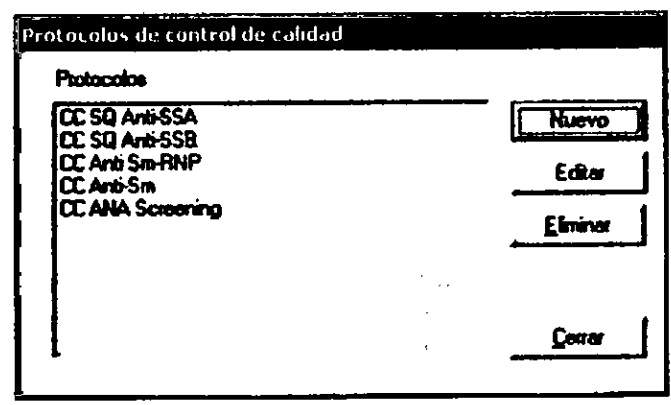 Protocolos de control de calidad
Protocolos
CC SQ Anti-SSA
CC SQ Anti-SSB
CC Anti Sm-RNP
CC Anti-Sm
CC ANA Screening
Nuevo
Editar
Eliminar
Cerrar